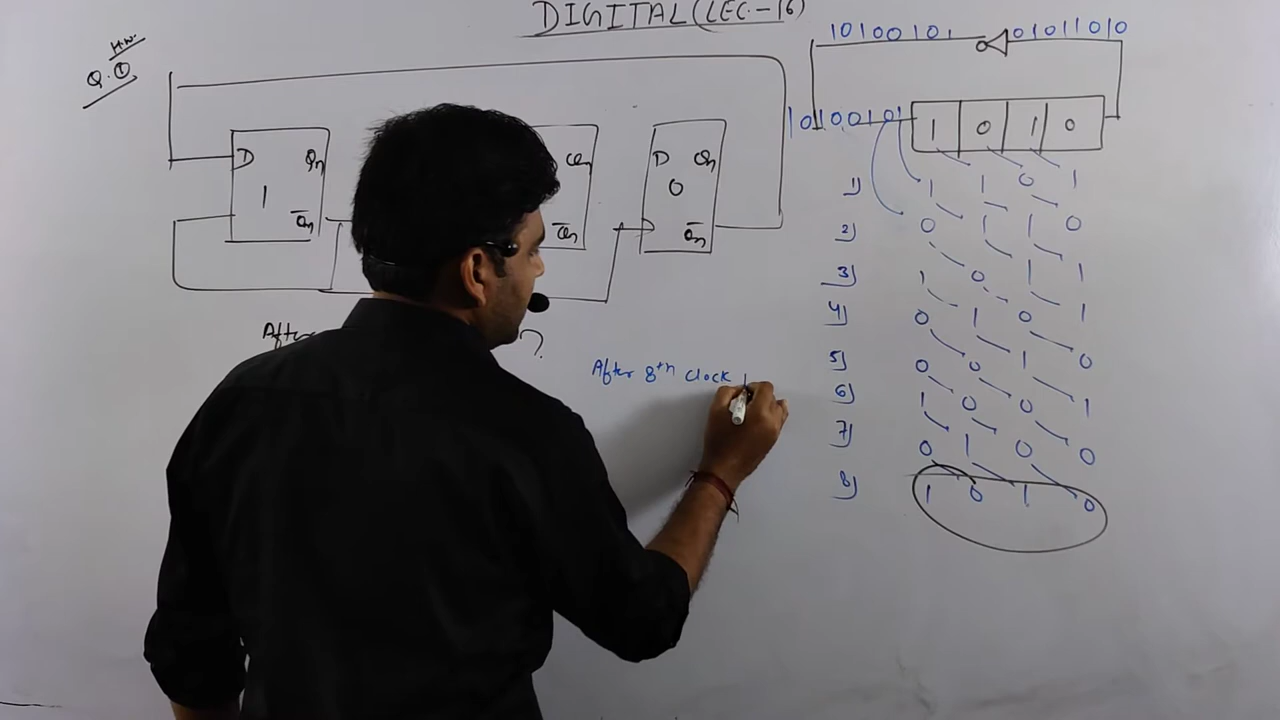 DIGITAL (LEC.-16)
H.W.
Q. ①
10100101 01011010
10100101 1 0 1 0
D Qn Qn D Qn
1 0
Q̅n Q̅n Q̅n
1) 1 1 0 1
2) 0 1 1 0
3) 1 0 1 1
4) 0 1 0 1
5) 0 0 1 0
6) 1 0 0 1
7) 0 1 0 0
8) 1 0 1 0
After ?
After 8th clock